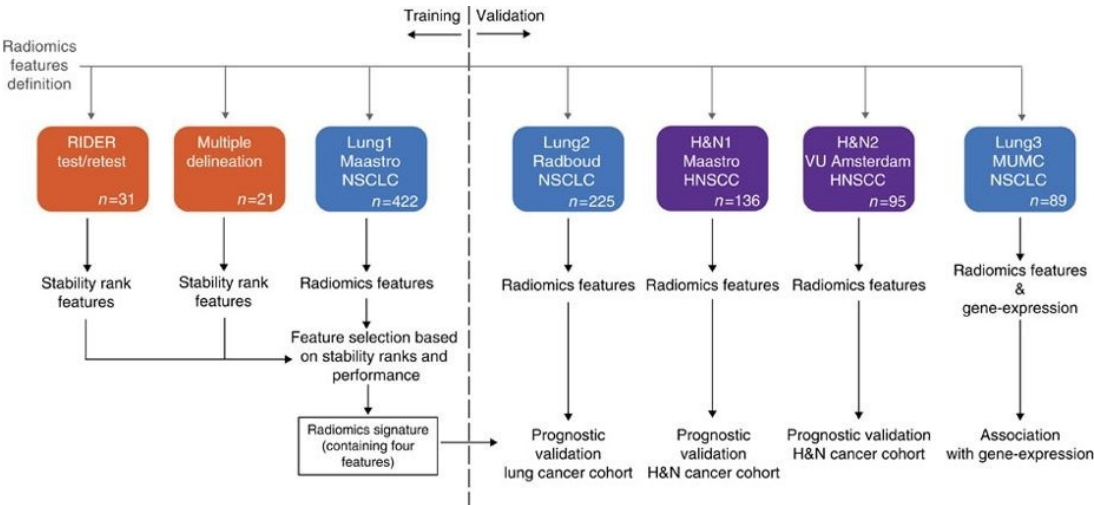 Training
Validation
Radiomics
features
definition
RIDER
test/retest
n=31
Multiple
delineation
n=21
Lung1
Maastro
NSCLC
n=422
Lung2
Radboud
NSCLC
n=225
H&N1
Maastro
HNSCC
n=136
H&N2
VU Amsterdam
HNSCC
n=95
Lung3
MUMC
NSCLC
n=89
Stability rank
features
Stability rank
features
Radiomics features
Radiomics features
Radiomics features
Radiomics features
Radiomics features
&
gene-expression
Feature selection based
on stability ranks and
performance
Radiomics signature
(containing four
features)
Prognostic
validation
lung cancer cohort
Prognostic
validation
H&N cancer cohort
Prognostic validation
H&N cancer cohort
Association
with gene-expression